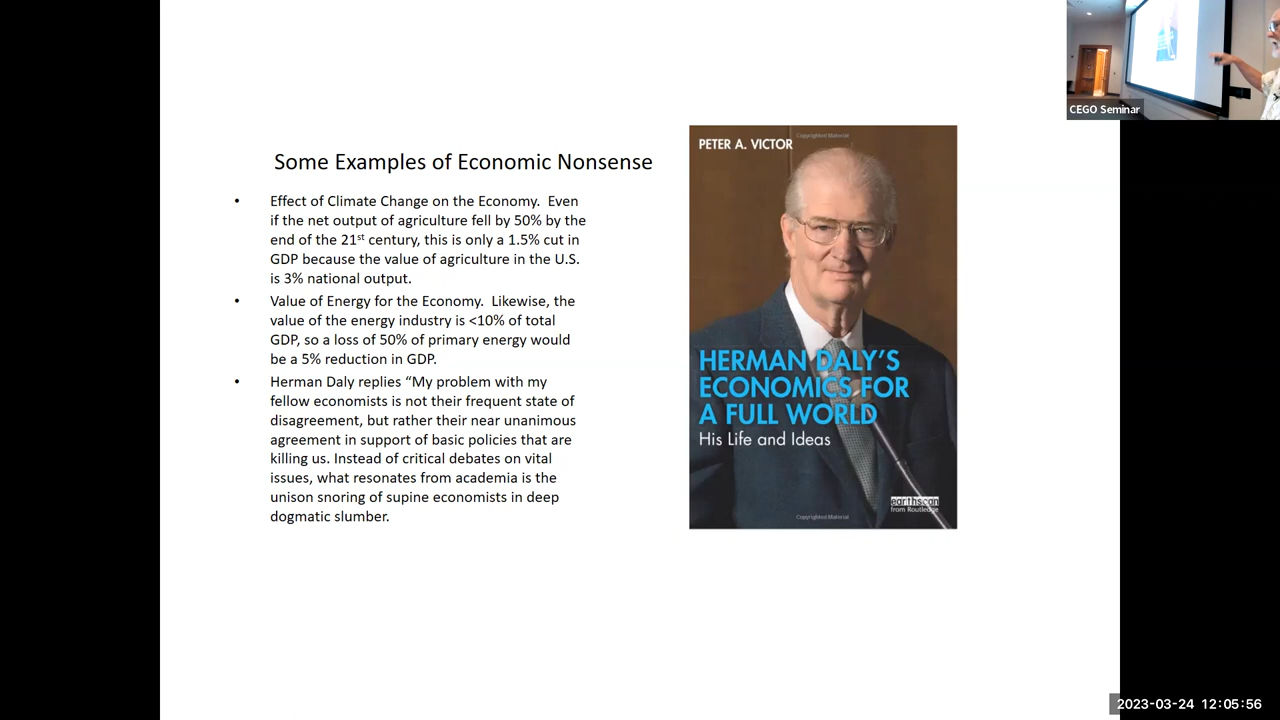 CEGO Seminar
Some Examples of Economic Nonsense
• Effect of Climate Change on the Economy. Even
if the net output of agriculture fell by 50% by the
end of the 21st century, this is only a 1.5% cut in
GDP because the value of agriculture in the U.S.
is 3% national output.
• Value of Energy for the Economy. Likewise, the
value of the energy industry is <10% of total
GDP, so a loss of 50% of primary energy would
be a 5% reduction in GDP.
• Herman Daly replies “My problem with my
fellow economists is not their frequent state of
disagreement, but rather their near unanimous
agreement in support of basic policies that are
killing us. Instead of critical debates on vital
issues, what resonates from academia is the
unison snoring of supine economists in deep
dogmatic slumber.
Copyrighted Material
PETER A. VICTOR
HERMAN DALY’S
ECONOMICS FOR
A FULL WORLD
His Life and Ideas
earthscan
from Routledge
Copyrighted Material
2023-03-24 12:05:56